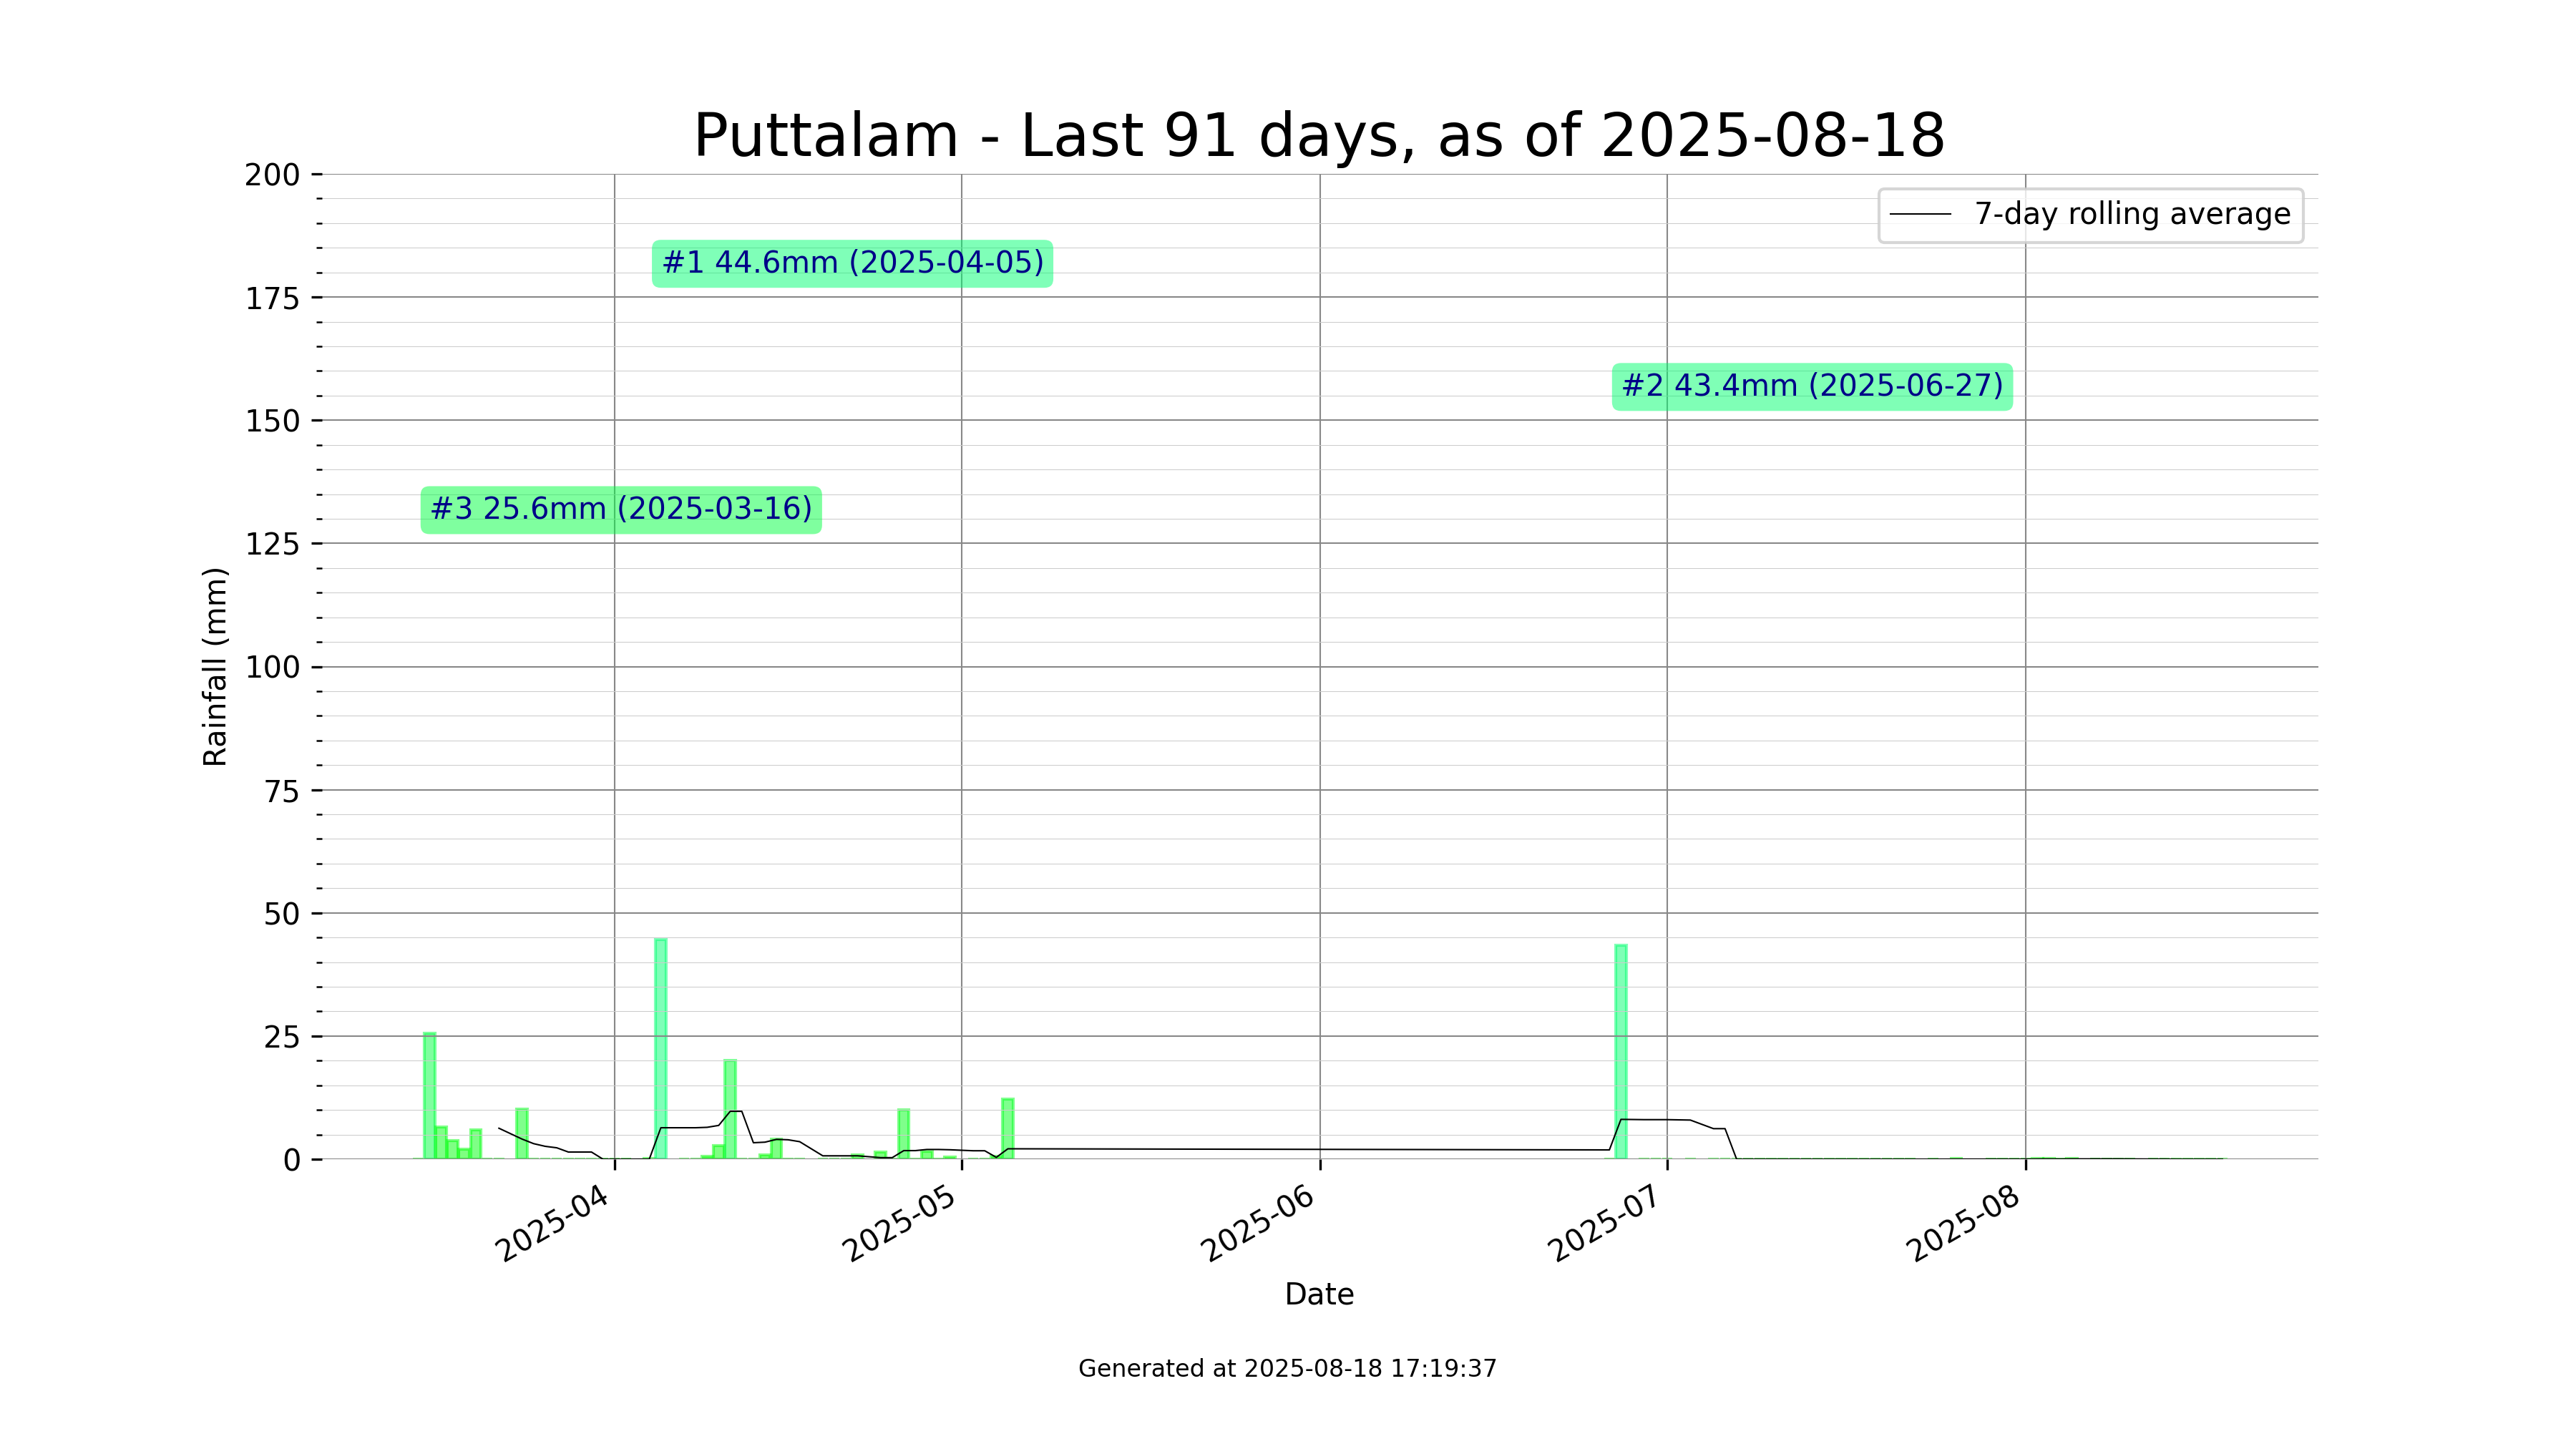 Puttalam - Last 91 days, as of 2025-08-18
200
7-day rolling average
#1 44.6mm (2025-04-05)
175
#2 43.4mm (2025-06-27)
150
#3 25.6mm (2025-03-16)
125
Rainfall (mm)
100
75
50
25
0
2025-04
2025-05
2025-06
2025-07
2025-08
Date
Generated at 2025-08-18 17:19:37